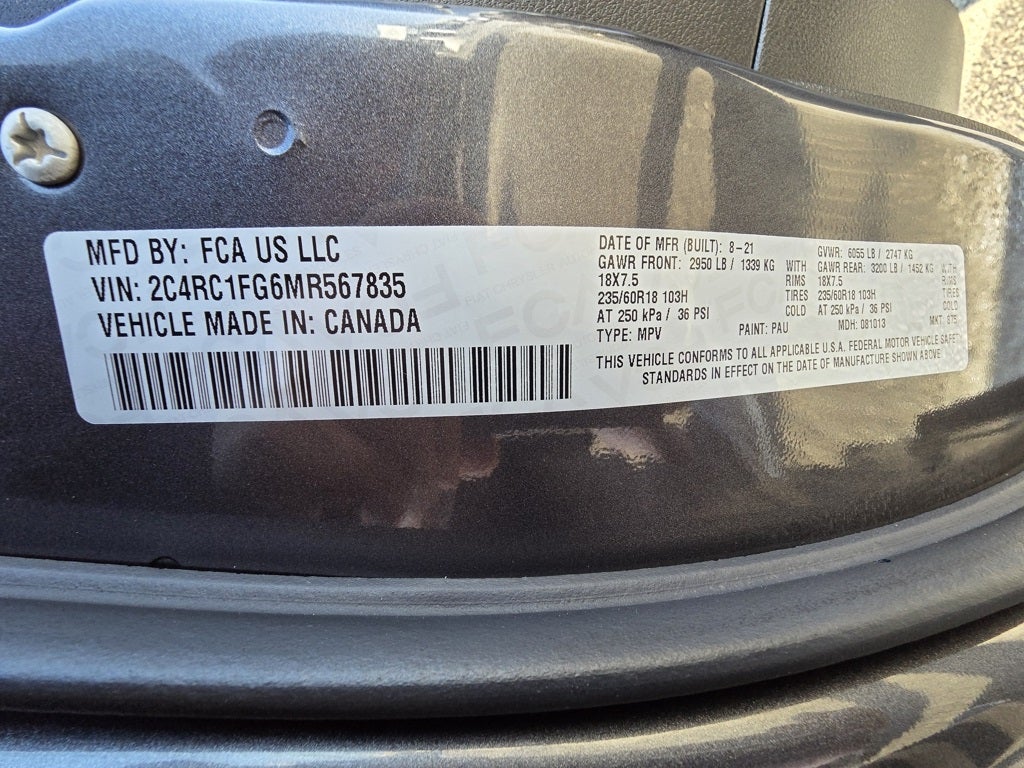 MFD BY: FCA US LLC
VIN: 2C4RC1FG6MR567835
VEHICLE MADE IN: CANADA
DATE OF MFR (BUILT): 8-21 GVWR: 6055 LB / 2747 KG
GAWR FRONT: 2950 LB / 1339 KG WITH GAWR REAR: 3200 LB / 1452 KG WITH
18X7.5 RIMS 18X7.5 RIMS
235/60R18 103H TIRES 235/60R18 103H TIRES
AT 250 kPa / 36 PSI COLD AT 250 kPa / 36 PSI COLD
TYPE: MPV PAINT: PAU MDH: 081013 MKT:
THIS VEHICLE CONFORMS TO ALL APPLICABLE U.S.A. FEDERAL MOTOR VEHICLE SAFETY
STANDARDS IN EFFECT ON THE DATE OF MANUFACTURE SHOWN ABOVE